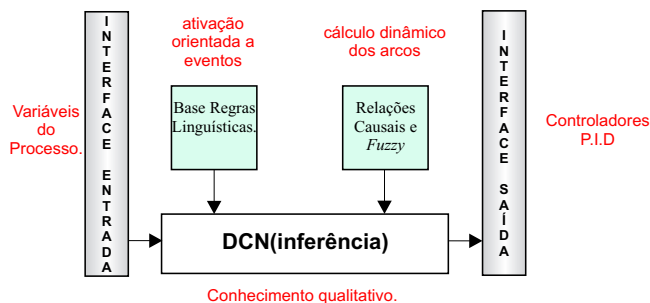 ativação
orientada a
eventos
cálculo dinâmico
dos arcos
Variáveis
do
Processo.
INTERFACE ENTRADA
Base Regras
Linguísticas.
Relações
Causais e
Fuzzy
INTERFACE SAÍDA
Controladores
P.I.D
DCN(inferência)
Conhecimento qualitativo.